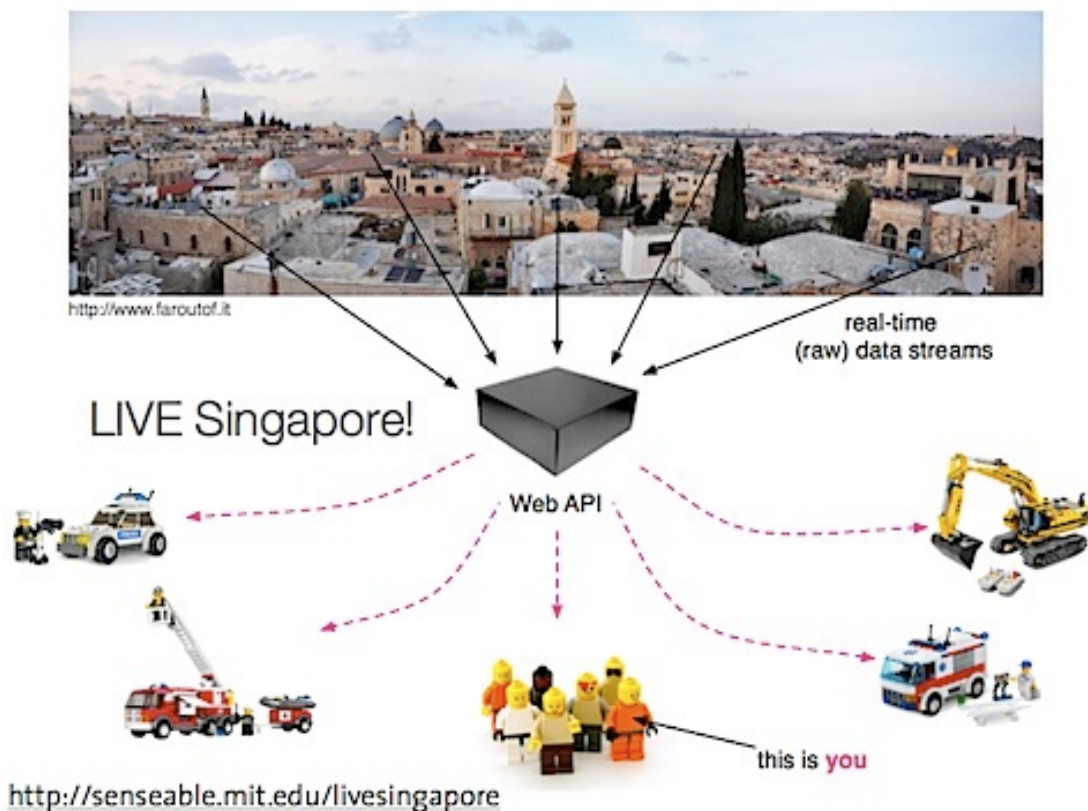 http://www.faroutof.it
real-time
(raw) data streams
LIVE Singapore!
Web API
this is you
http://senseable.mit.edu/livesingapore